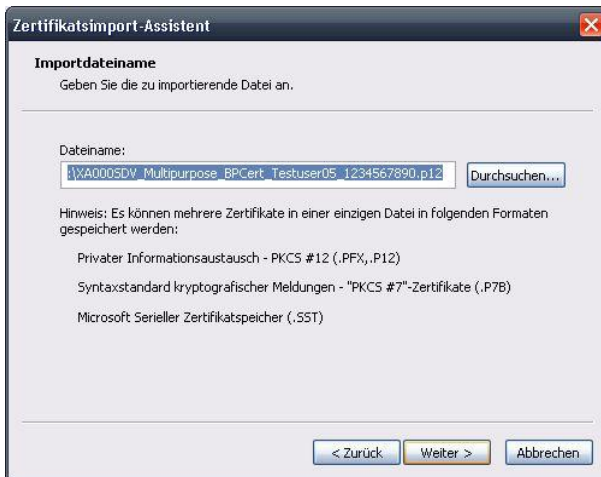 Zertifikatsimport-Assistent
Importdateiname
Geben Sie die zu importierende Datei an.
Dateiname:
:\XA000SDV_Multipurpose_BPCert_Testuser05_1234567890.p12
Durchsuchen...
Hinweis: Es können mehrere Zertifikate in einer einzigen Datei in folgenden Formaten
gespeichert werden:
Privater Informationsaustausch - PKCS #12 (.PFX,.P12)
Syntaxstandard kryptografischer Meldungen - "PKCS #7"-Zertifikate (.P7B)
Microsoft Serieller Zertifikatspeicher (.SST)
< Zurück
Weiter >
Abbrechen